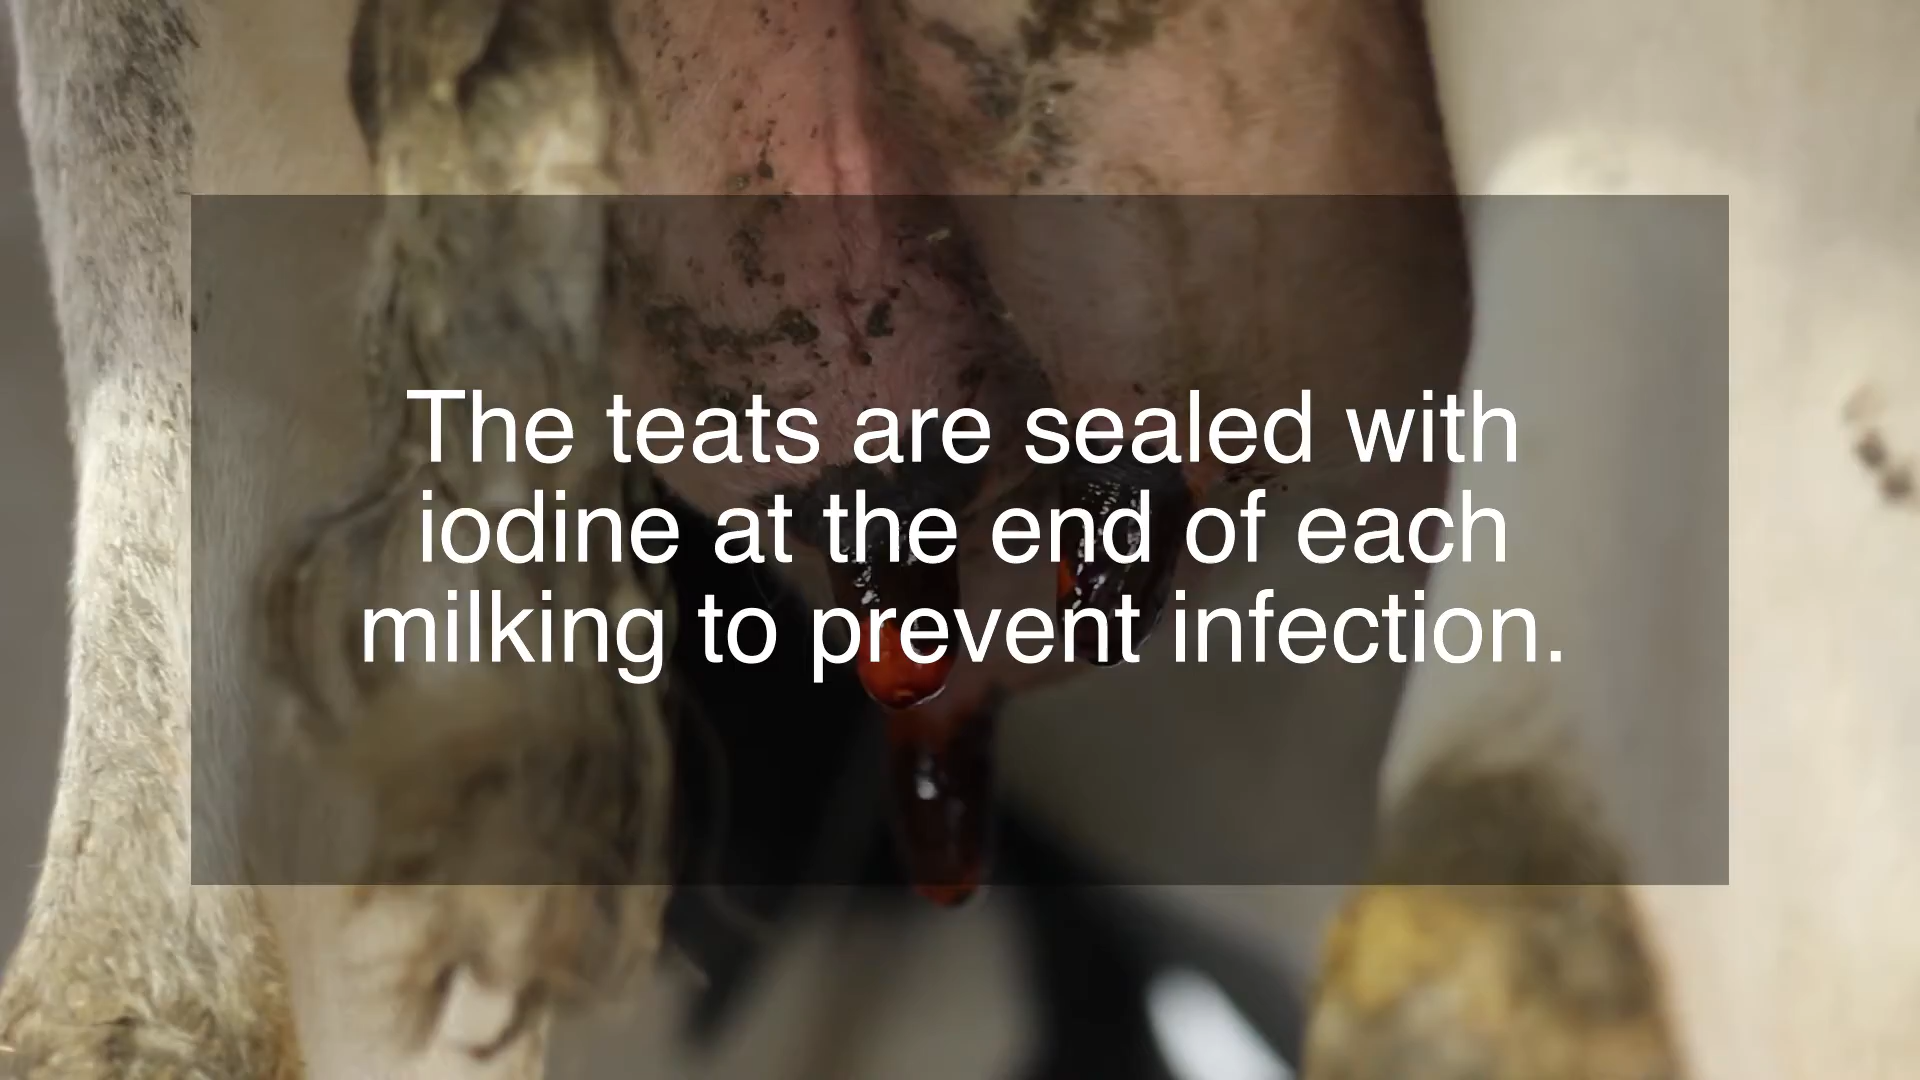 The teats are sealed with
iodine at the end of each
milking to prevent infection.